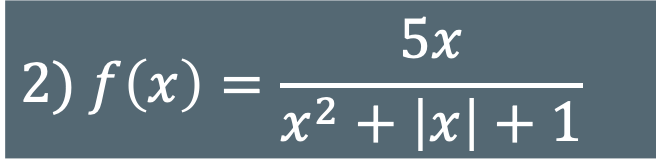 2) f(x) = 5x / (x² + |x| + 1)